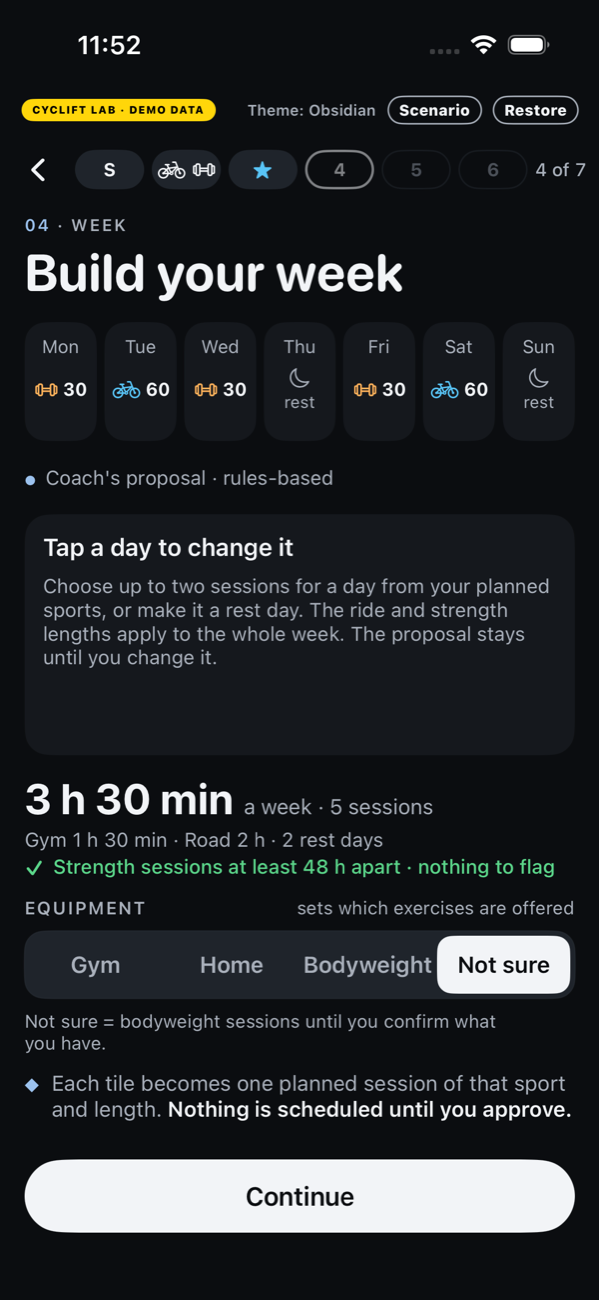 11:52
CYCLIFT LAB · DEMO DATA
Theme: Obsidian
Scenario
Restore
S
4
5
6
4 of 7
04 · WEEK
Build your week
Mon
Tue
Wed
Thu
Fri
Sat
Sun
30
60
30
rest
30
60
rest
Coach's proposal · rules-based
Tap a day to change it
Choose up to two sessions for a day from your planned
sports, or make it a rest day. The ride and strength
lengths apply to the whole week. The proposal stays
until you change it.
3 h 30 min a week · 5 sessions
Gym 1 h 30 min · Road 2 h · 2 rest days
Strength sessions at least 48 h apart · nothing to flag
EQUIPMENT
sets which exercises are offered
Gym
Home
Bodyweight
Not sure
Not sure = bodyweight sessions until you confirm what
you have.
Each tile becomes one planned session of that sport
and length. Nothing is scheduled until you approve.
Continue